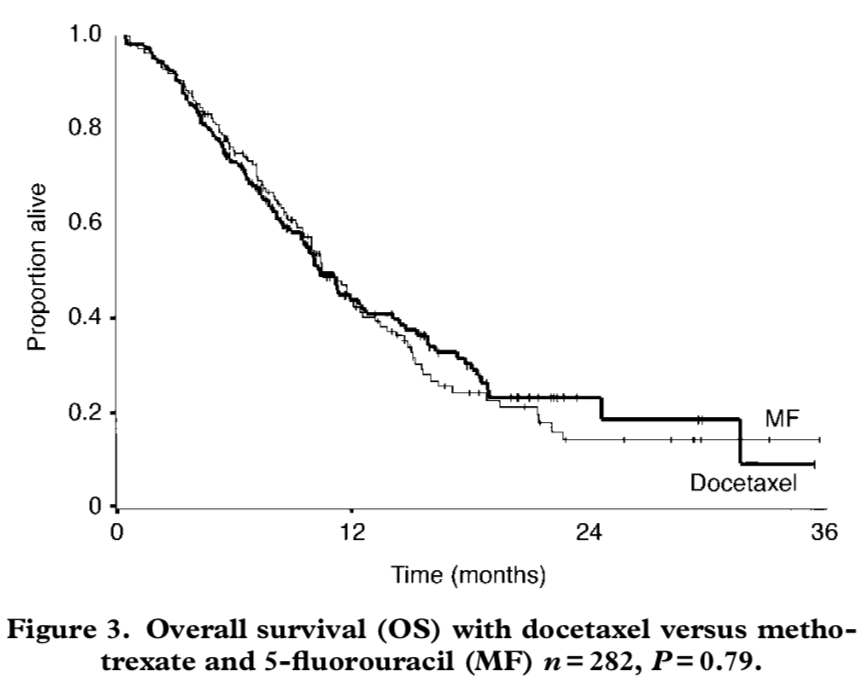 1.0
0.8
0.6
0.4
0.2
0
Proportion alive
MF
Docetaxel
0 12 24 36
Time (months)
Figure 3. Overall survival (OS) with docetaxel versus metho-
trexate and 5-fluorouracil (MF) n = 282, P = 0.79.